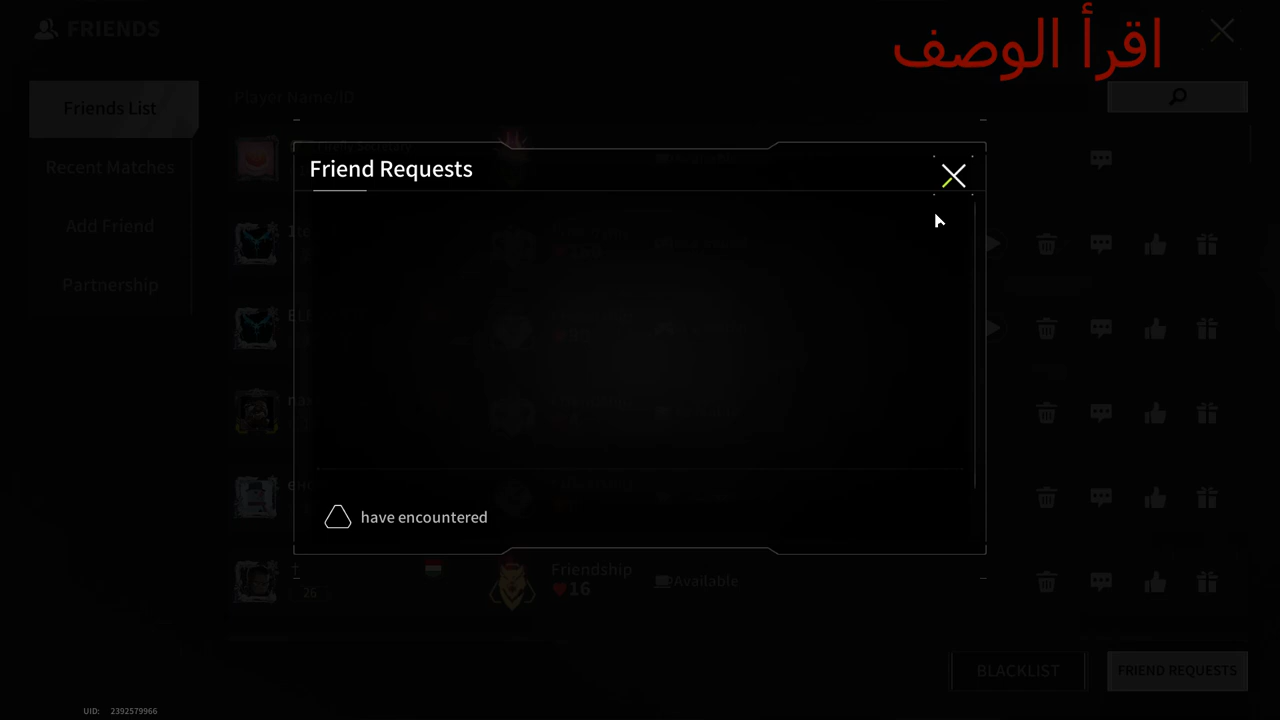 FRIENDS
اقرأ الوصف
Friends List
Player Name/ID
Recent Matches
Add Friend
Partnership
Friend Requests
have encountered
Friendship
16
Available
26
BLACKLIST
FRIEND REQUESTS
UID: 2392579966